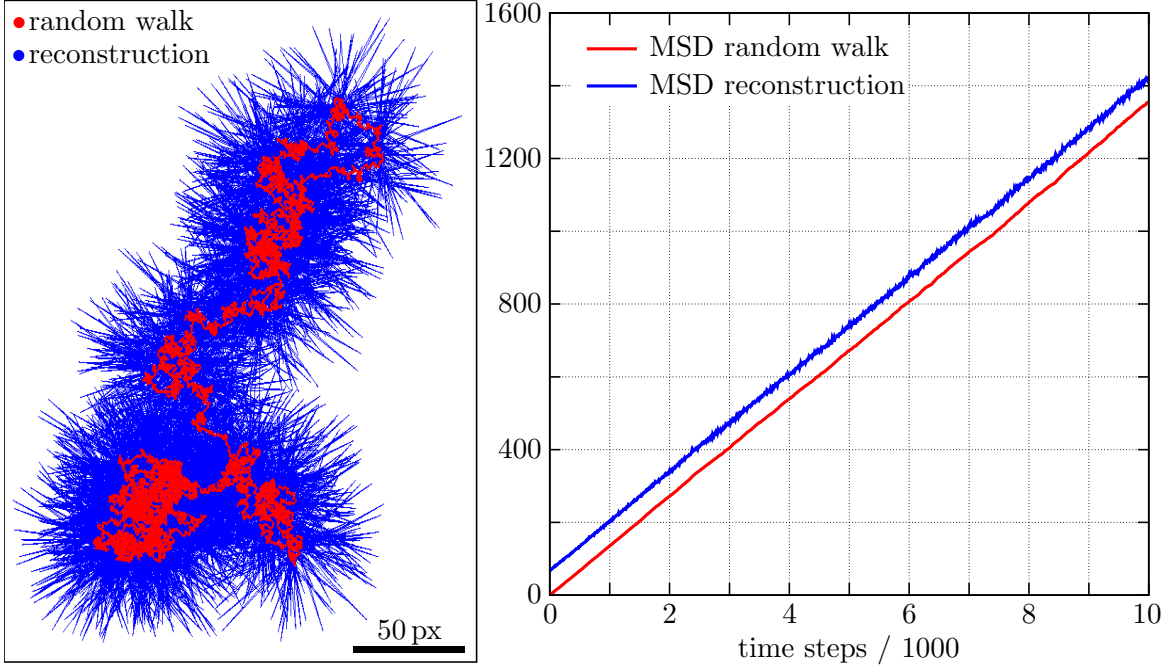 random walk
reconstruction
50 px
1600
1200
800
400
0
MSD random walk
MSD reconstruction
0 2 4 6 8 10
time steps / 1000